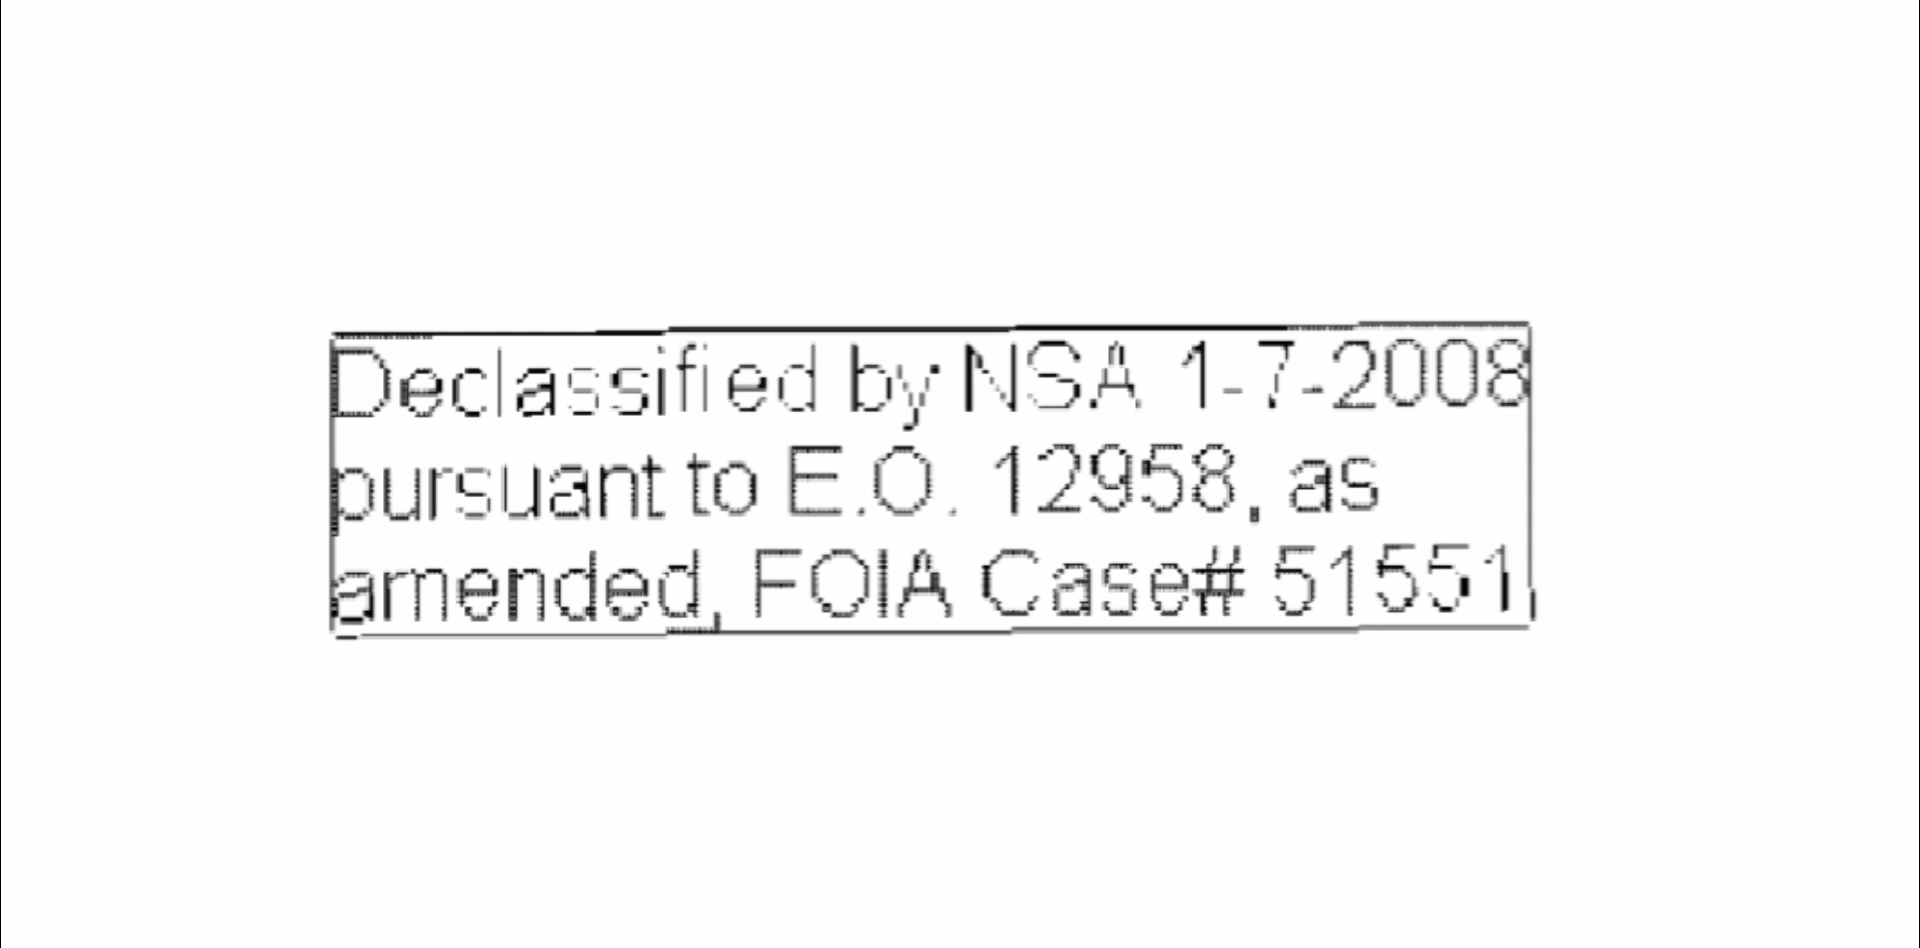 Declassified by NSA 1-7-2008
pursuant to E.O. 12958, as
amended, FOIA Case# 51551